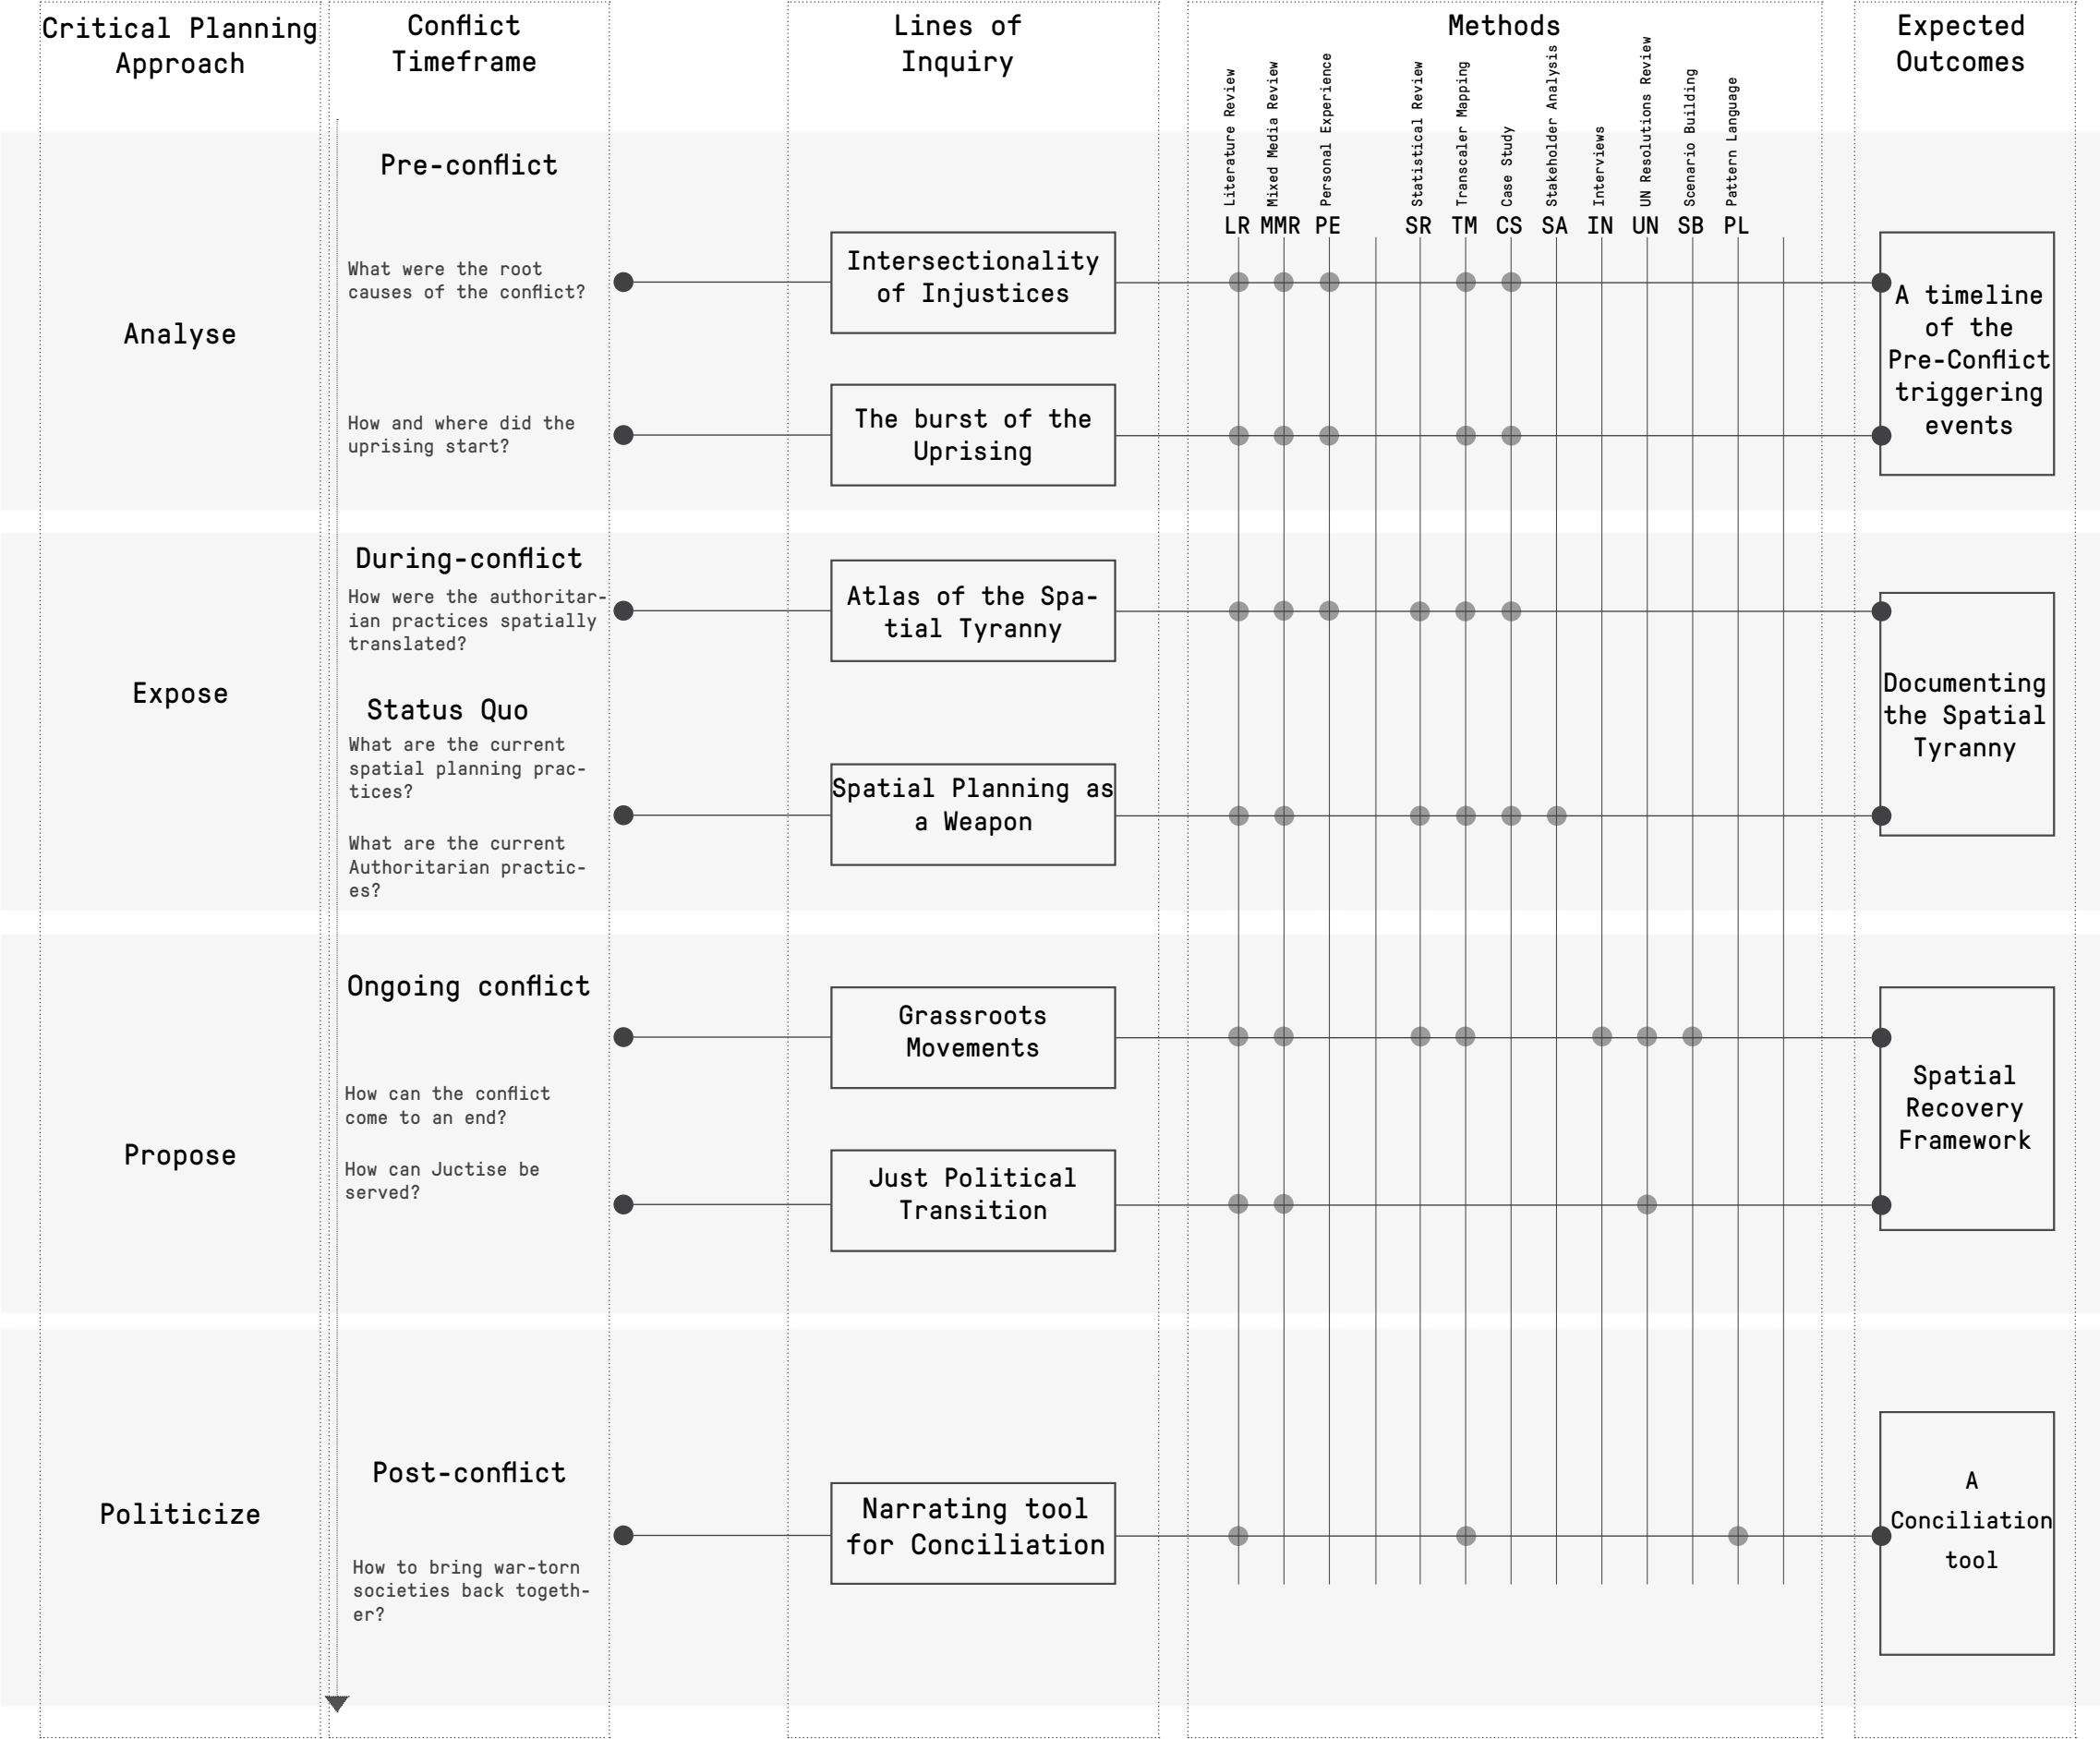 Critical Planning
Approach
Conflict
Timeframe
Lines of
Inquiry
Methods
Expected
Outcomes
Literature Review
Mixed Media Review
Personal Experience
Statistical Review
Transcaler Mapping
Case Study
Stakeholder Analysis
Interviews
UN Resolutions Review
Scenario Building
Pattern Language
LR MMR PE SR TM CS SA IN UN SB PL
Analyse
Pre-conflict
What were the root
causes of the conflict?
Intersectionality
of Injustices
How and where did the
uprising start?
The burst of the
Uprising
A timeline
of the
Pre-Conflict
triggering
events
Expose
During-conflict
How were the authoritar-
ian practices spatially
translated?
Atlas of the Spa-
tial Tyranny
Status Quo
What are the current
spatial planning prac-
tices?
What are the current
Authoritarian practic-
es?
Spatial Planning as
a Weapon
Documenting
the Spatial
Tyranny
Propose
Ongoing conflict
How can the conflict
come to an end?
How can Juctise be
served?
Grassroots
Movements
Just Political
Transition
Spatial
Recovery
Framework
Politicize
Post-conflict
How to bring war-torn
societies back togeth-
er?
Narrating tool
for Conciliation
A
Conciliation
tool